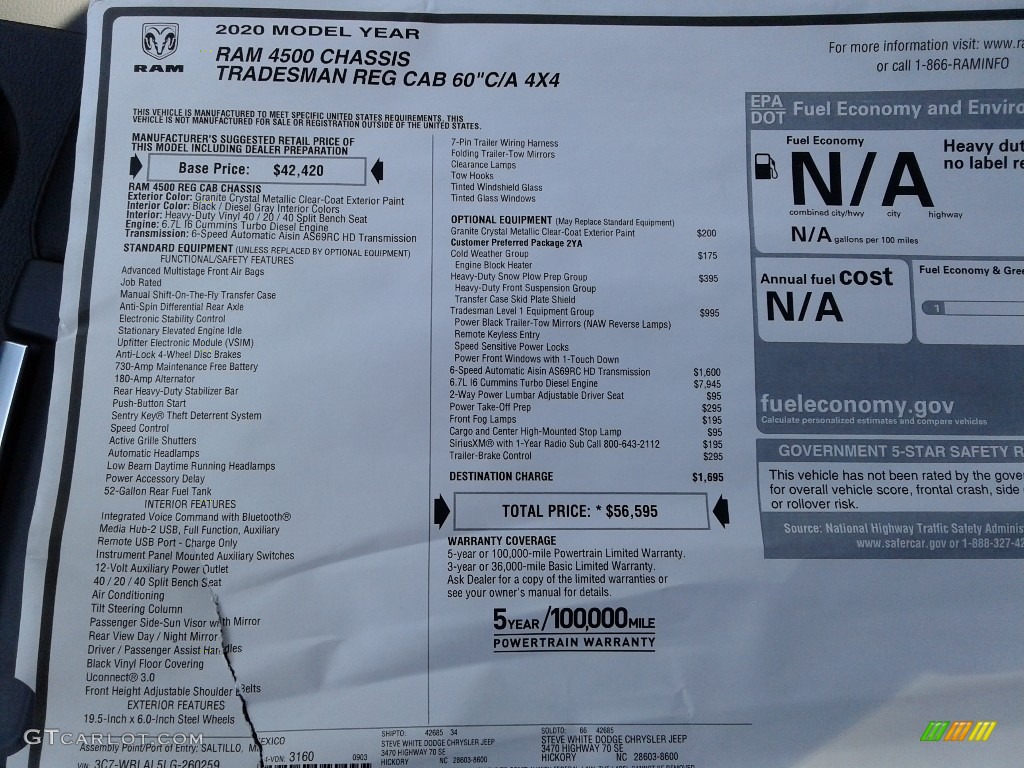 RAM
2020 MODEL YEAR
RAM 4500 CHASSIS
TRADESMAN REG CAB 60"C/A 4X4
For more information visit: www.ra
or call 1-866-RAMINFO
THIS VEHICLE IS MANUFACTURED TO MEET SPECIFIC UNITED STATES REQUIREMENTS. THIS
VEHICLE IS NOT MANUFACTURED FOR SALE OR REGISTRATION OUTSIDE OF THE UNITED STATES.
MANUFACTURER'S SUGGESTED RETAIL PRICE OF
THIS MODEL INCLUDING DEALER PREPARATION
Base Price: $42,420
RAM 4500 REG CAB CHASSIS
Exterior Color: Granite Crystal Metallic Clear-Coat Exterior Paint
Interior Color: Black / Diesel Gray Interior Colors
Interior: Heavy-Duty Vinyl 40 / 20 / 40 Split Bench Seat
Engine: 6.7L I6 Cummins Turbo Diesel Engine
Transmission: 6-Speed Automatic Aisin AS69RC HD Transmission
STANDARD EQUIPMENT (UNLESS REPLACED BY OPTIONAL EQUIPMENT)
FUNCTIONAL/SAFETY FEATURES
Advanced Multistage Front Air Bags
Job Rated
Manual Shift-On-The-Fly Transfer Case
Anti-Spin Differential Rear Axle
Electronic Stability Control
Stationary Elevated Engine Idle
Upfitter Electronic Module (VSIM)
Anti-Lock 4-Wheel Disc Brakes
730-Amp Maintenance Free Battery
180-Amp Alternator
Rear Heavy-Duty Stabilizer Bar
Push-Button Start
Sentry Key® Theft Deterrent System
Speed Control
Active Grille Shutters
Automatic Headlamps
Low Beam Daytime Running Headlamps
Power Accessory Delay
52-Gallon Rear Fuel Tank
INTERIOR FEATURES
Integrated Voice Command with Bluetooth®
Media Hub-2 USB, Full Function, Auxiliary
Remote USB Port - Charge Only
Instrument Panel Mounted Auxiliary Switches
12-Volt Auxiliary Power Outlet
40 / 20 / 40 Split Bench Seat
Air Conditioning
Tilt Steering Column
Passenger Side-Sun Visor with Mirror
Rear View Day / Night Mirror
Driver / Passenger Assist Handles
Black Vinyl Floor Covering
Uconnect® 3.0
Front Height Adjustable Shoulder Belts
EXTERIOR FEATURES
19.5-Inch x 6.0-Inch Steel Wheels
7-Pin Trailer Wiring Harness
Folding Trailer-Tow Mirrors
Clearance Lamps
Tow Hooks
Tinted Windshield Glass
Tinted Glass Windows
OPTIONAL EQUIPMENT (May Replace Standard Equipment)
Granite Crystal Metallic Clear-Coat Exterior Paint $200
Customer Preferred Package 2YA
Cold Weather Group $175
Engine Block Heater
Heavy-Duty Snow Plow Prep Group $395
Heavy-Duty Front Suspension Group
Transfer Case Skid Plate Shield
Tradesman Level 1 Equipment Group $995
Power Black Trailer-Tow Mirrors (NAW Reverse Lamps)
Remote Keyless Entry
Speed Sensitive Power Locks
Power Front Windows with 1-Touch Down
6-Speed Automatic Aisin AS69RC HD Transmission $1,600
6.7L I6 Cummins Turbo Diesel Engine $7,945
2-Way Power Lumbar Adjustable Driver Seat $95
Power Take-Off Prep $295
Front Fog Lamps $195
Cargo and Center High-Mounted Stop Lamp $95
SiriusXM® with 1-Year Radio Sub Call 800-643-2112 $195
Trailer-Brake Control $295
DESTINATION CHARGE $1,695
TOTAL PRICE: * $56,595
WARRANTY COVERAGE
5-year or 100,000-mile Powertrain Limited Warranty.
3-year or 36,000-mile Basic Limited Warranty.
Ask Dealer for a copy of the limited warranties or
see your owner's manual for details.
5 YEAR/100,000 MILE
POWERTRAIN WARRANTY
EPA
DOT
Fuel Economy and Enviro
Fuel Economy
N/A
Heavy dut
no label re
combined city/hwy city highway
N/A gallons per 100 miles
Annual fuel cost
N/A
Fuel Economy & Gree
1
fueleconomy.gov
Calculate personalized estimates and compare vehicles
GOVERNMENT 5-STAR SAFETY R
This vehicle has not been rated by the gove
for overall vehicle score, frontal crash, side
or rollover risk.
Source: National Highway Traffic Safety Adminis
www.safercar.gov or 1-888-327-42
Assembly Point/Port of Entry: SALTILLO, MEXICO
VIN: 3C7-WRLAL5LG-260259
-VON: 3160 0903
SHIPTO: 42685 34
STEVE WHITE DODGE CHRYSLER JEEP
3470 HIGHWAY 70 SE
HICKORY NC 28603-8600
SOLDTO: 66 42685
STEVE WHITE DODGE CHRYSLER JEEP
3470 HIGHWAY 70 SE
HICKORY NC 28603-8600
GTCARLOT.COM